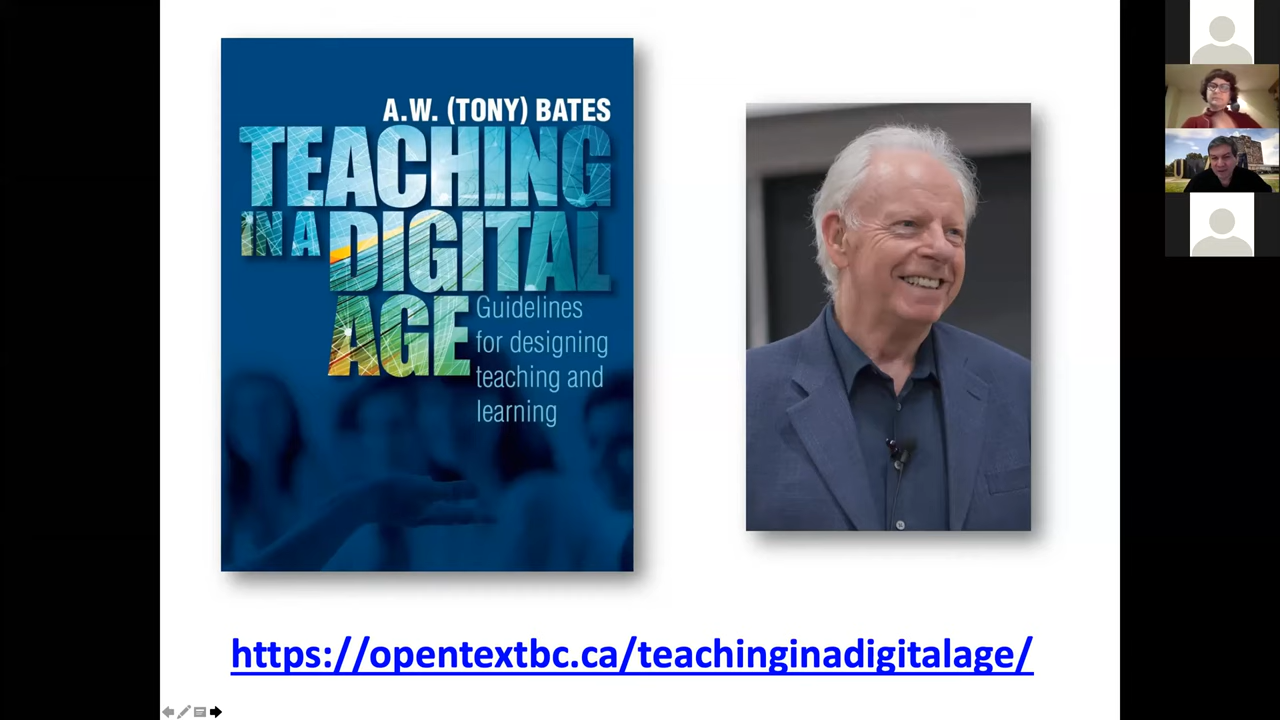 A.W. (TONY) BATES
TEACHING
IN A DIGITAL
AGE
Guidelines
for designing
teaching and
learning
https://opentextbc.ca/teachinginadigitalage/